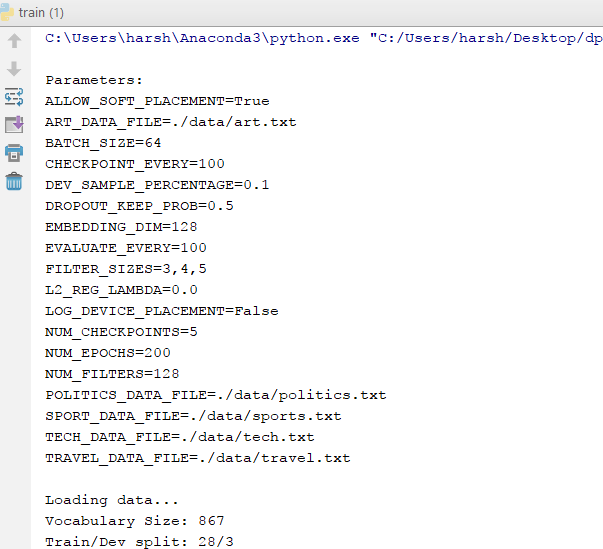 train (1)
C:\Users\harsh\Anaconda3\python.exe "C:/Users/harsh/Desktop/dp
Parameters:
ALLOW_SOFT_PLACEMENT=True
ART_DATA_FILE=./data/art.txt
BATCH_SIZE=64
CHECKPOINT_EVERY=100
DEV_SAMPLE_PERCENTAGE=0.1
DROPOUT_KEEP_PROB=0.5
EMBEDDING_DIM=128
EVALUATE_EVERY=100
FILTER_SIZES=3,4,5
L2_REG_LAMBDA=0.0
LOG_DEVICE_PLACEMENT=False
NUM_CHECKPOINTS=5
NUM_EPOCHS=200
NUM_FILTERS=128
POLITICS_DATA_FILE=./data/politics.txt
SPORT_DATA_FILE=./data/sports.txt
TECH_DATA_FILE=./data/tech.txt
TRAVEL_DATA_FILE=./data/travel.txt
Loading data...
Vocabulary Size: 867
Train/Dev split: 28/3